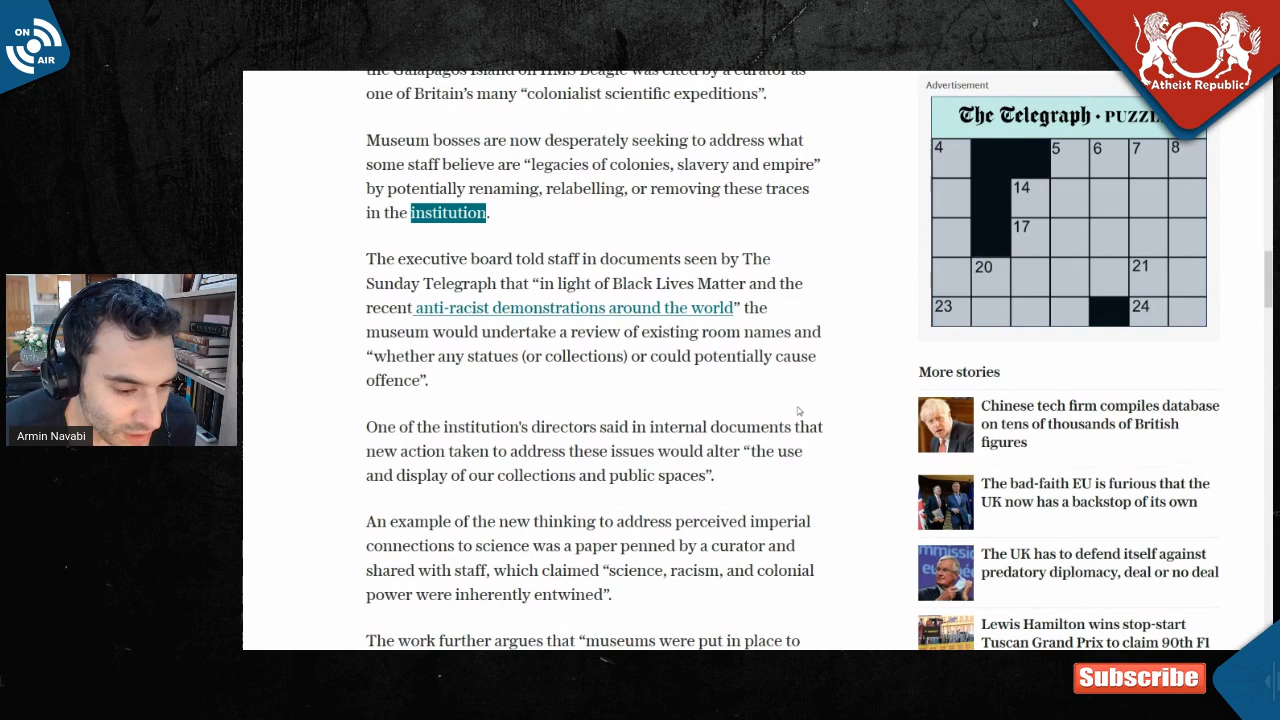 ON
AIR
Atheist Republic
the Galapagos Island on HMS Beagle was cited by a curator as
one of Britain's many “colonialist scientific expeditions”.
Museum bosses are now desperately seeking to address what
some staff believe are “legacies of colonies, slavery and empire”
by potentially renaming, relabelling, or removing these traces
in the institution.
The executive board told staff in documents seen by The
Sunday Telegraph that “in light of Black Lives Matter and the
recent anti-racist demonstrations around the world” the
museum would undertake a review of existing room names and
“whether any statues (or collections) or could potentially cause
offence”.
One of the institution's directors said in internal documents that
new action taken to address these issues would alter “the use
and display of our collections and public spaces”.
An example of the new thinking to address perceived imperial
connections to science was a paper penned by a curator and
shared with staff, which claimed “science, racism, and colonial
power were inherently entwined”.
The work further argues that “museums were put in place to
Advertisement
The Telegraph • PUZZ
4 5 6 7 8
14
17
20 21
23 24
More stories
Chinese tech firm compiles database
on tens of thousands of British
figures
The bad-faith EU is furious that the
UK now has a backstop of its own
The UK has to defend itself against
predatory diplomacy, deal or no deal
Lewis Hamilton wins stop-start
Tuscan Grand Prix to claim 90th F1
Armin Navabi
Subscribe